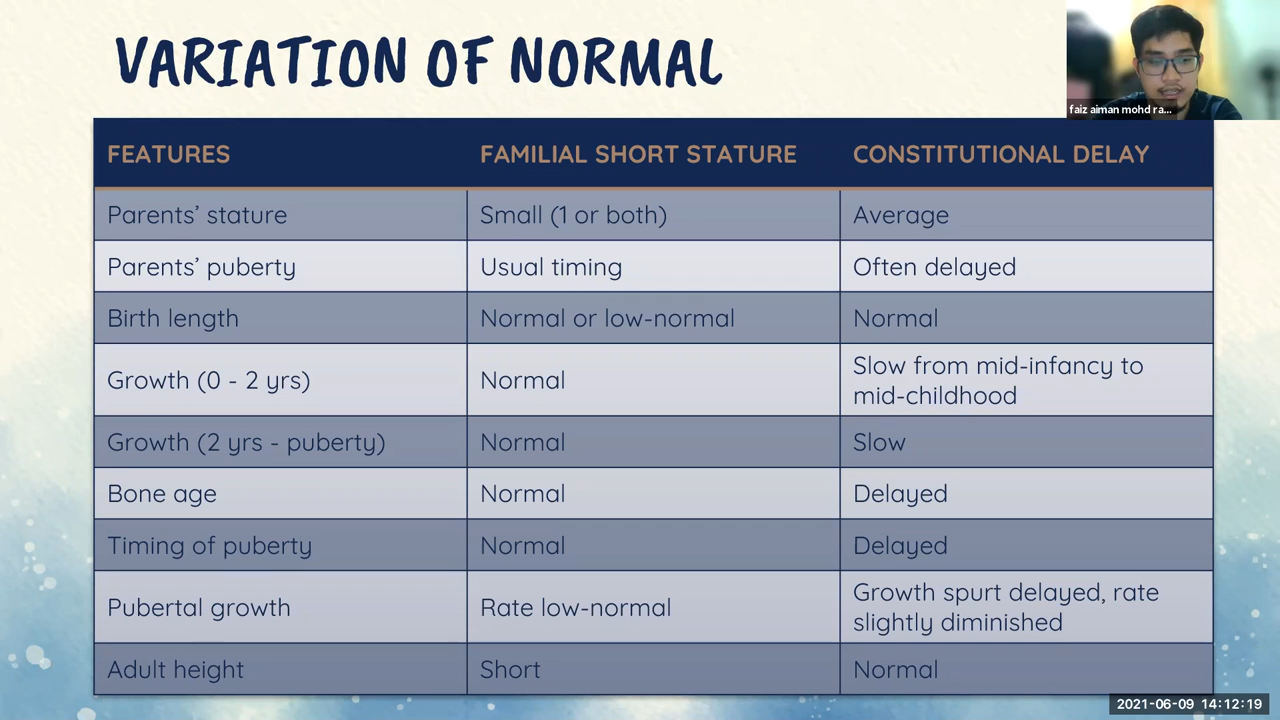 VARIATION OF NORMAL
faiz aiman mohd ra...
FEATURES FAMILIAL SHORT STATURE CONSTITUTIONAL DELAY
Parents’ stature Small (1 or both) Average
Parents’ puberty Usual timing Often delayed
Birth length Normal or low-normal Normal
Growth (0 - 2 yrs) Normal Slow from mid-infancy to
mid-childhood
Growth (2 yrs - puberty) Normal Slow
Bone age Normal Delayed
Timing of puberty Normal Delayed
Pubertal growth Rate low-normal Growth spurt delayed, rate
slightly diminished
Adult height Short Normal
2021-06-09 14:12:19